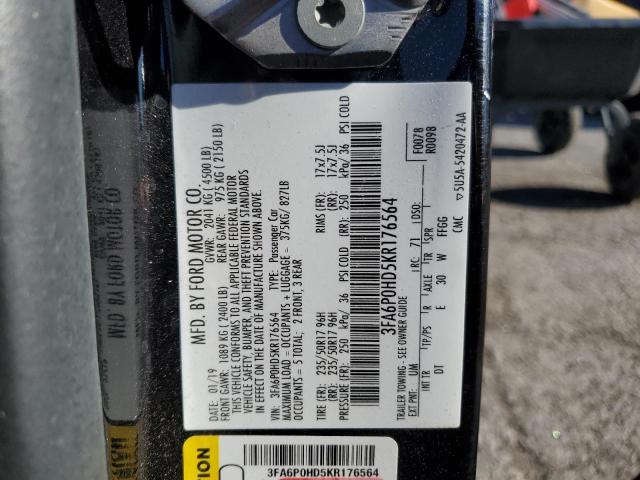 MFD. BY FORD MOTOR CO.
DATE: 01/19 GVWR: 2041 KG (4500 LB)
FRONT GAWR: 1089 KG (2400 LB) REAR GAWR: 975 KG (2150 LB)
THIS VEHICLE CONFORMS TO ALL APPLICABLE FEDERAL MOTOR
VEHICLE SAFETY, BUMPER, AND THEFT PREVENTION STANDARDS
IN EFFECT ON THE DATE OF MANUFACTURE SHOWN ABOVE.
VIN: 3FA6P0HD5KR176564 TYPE: Passenger Car
MAXIMUM LOAD = OCCUPANTS + LUGGAGE = 375KG/ 827LB
OCCUPANTS = 5 TOTAL; 2 FRONT, 3 REAR
TIRE (FR): 235/50R17 96H RIMS (FR): 17x7.5J
(RR): 235/50R17 96H (RR): 17x7.5J
PRESSURE (FR): 250 kPa/ 36 PSI COLD (RR): 250 kPa/ 36 PSI COLD
3FA6P0HD5KR176564
TRAILER TOWING - SEE OWNER GUIDE
EXT PNT: UM RC: 71 DSO: F007B
R009B
INT TR TP/PS R AXLE TR SPR
DT E 30 W FFGG
CMC 5U5A-5420472-AA
3FA6P0HD5KR176564